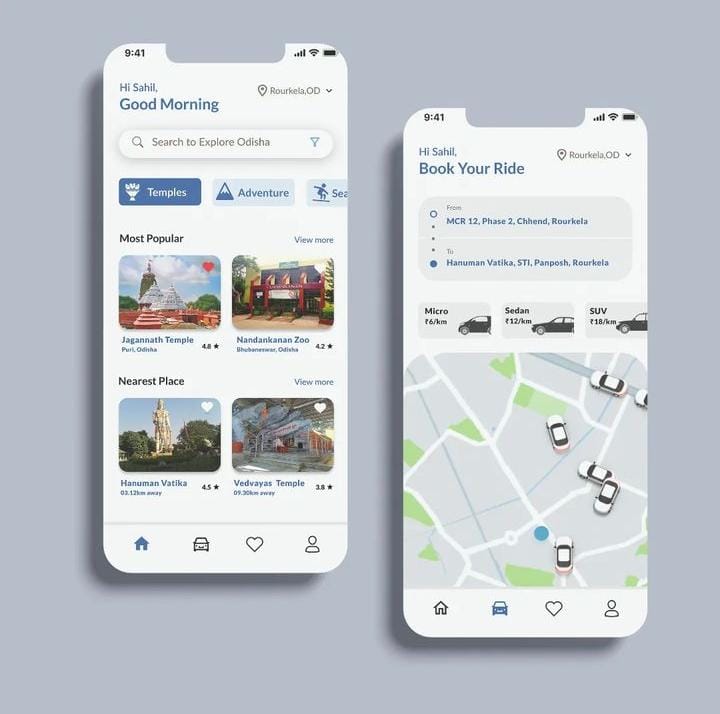 9:41
Hi Sahil,
Good Morning
Rourkela,OD
Search to Explore Odisha
Temples
Adventure
Sea
Most Popular
View more
NANDANKANAN
Jagannath Temple
Puri, Odisha
4.8 ★
Nandankanan Zoo
Bhubaneswar, Odisha
4.2 ★
Nearest Place
View more
Hanuman Vatika
03.12km away
4.5 ★
Vedvayas Temple
09.30km away
3.8 ★
9:41
Hi Sahil,
Book Your Ride
Rourkela,OD
From
MCR 12, Phase 2, Chhend, Rourkela
To
Hanuman Vatika, STI, Panposh, Rourkela
Micro
₹6/km
Sedan
₹12/km
SUV
₹18/km